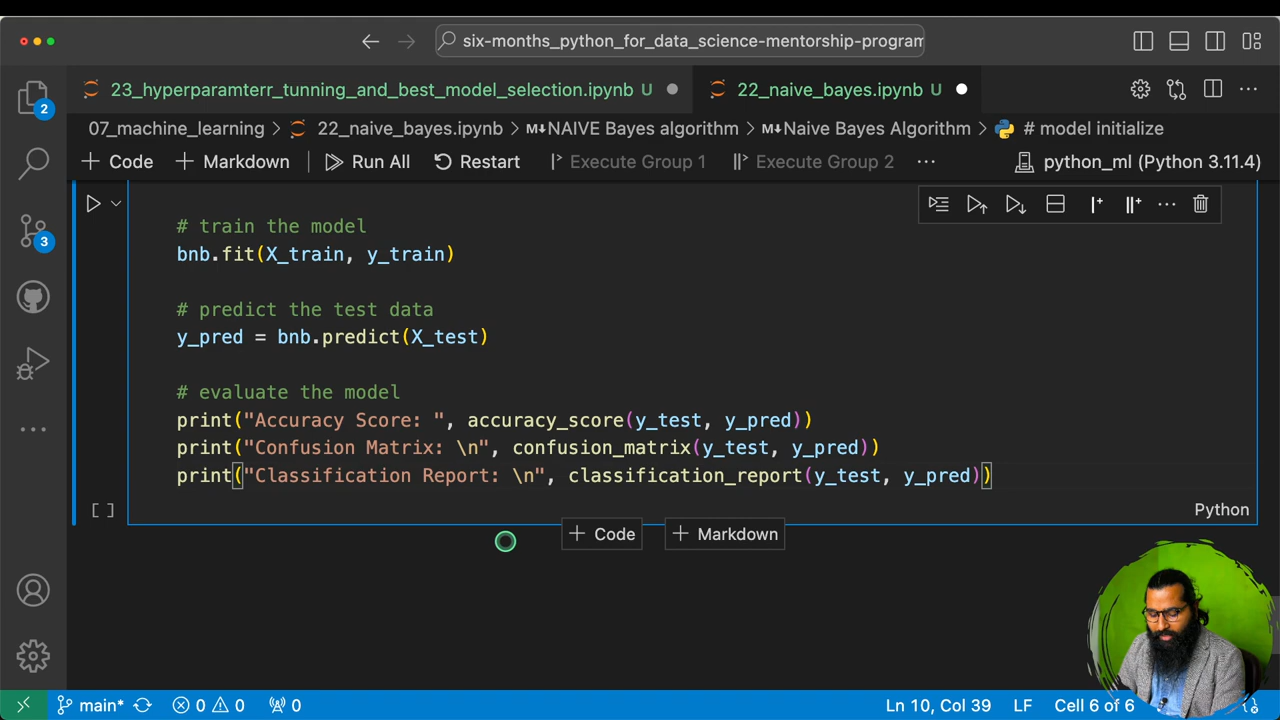 six-months_python_for_data_science-mentorship-program
23_hyperparamterr_tunning_and_best_model_selection.ipynb U
22_naive_bayes.ipynb U
07_machine_learning > 22_naive_bayes.ipynb > M↓NAIVE Bayes algorithm > M↓Naive Bayes Algorithm > # model initialize
+ Code + Markdown Run All Restart Execute Group 1 Execute Group 2 ... python_ml (Python 3.11.4)
2
3
# train the model
bnb.fit(X_train, y_train)
# predict the test data
y_pred = bnb.predict(X_test)
# evaluate the model
print("Accuracy Score: ", accuracy_score(y_test, y_pred))
print("Confusion Matrix: \n", confusion_matrix(y_test, y_pred))
print("Classification Report: \n", classification_report(y_test, y_pred))
[ ]
Python
+ Code + Markdown
main* 0 0 0 Ln 10, Col 39 LF Cell 6 of 6